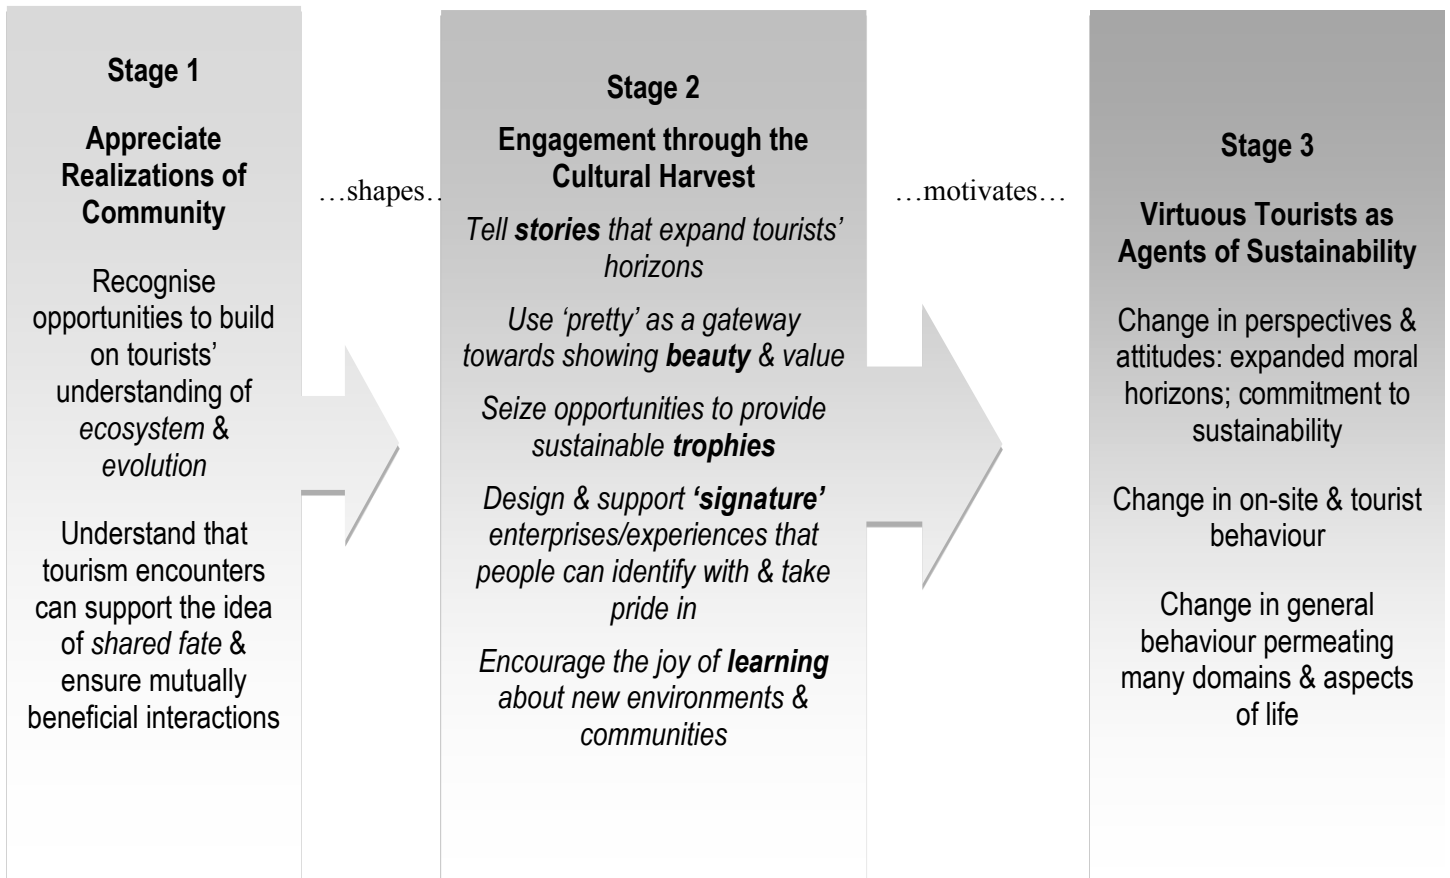 Stage 1
Appreciate
Realizations of
Community
Recognise
opportunities to build
on tourists’
understanding of
ecosystem &
evolution
Understand that
tourism encounters
can support the idea
of shared fate &
ensure mutually
beneficial interactions
…shapes…
Stage 2
Engagement through the
Cultural Harvest
Tell stories that expand tourists’
horizons
Use ‘pretty’ as a gateway
towards showing beauty & value
Seize opportunities to provide
sustainable trophies
Design & support ‘signature’
enterprises/experiences that
people can identify with & take
pride in
Encourage the joy of learning
about new environments &
communities
…motivates…
Stage 3
Virtuous Tourists as
Agents of Sustainability
Change in perspectives &
attitudes: expanded moral
horizons; commitment to
sustainability
Change in on-site & tourist
behaviour
Change in general
behaviour permeating
many domains & aspects
of life